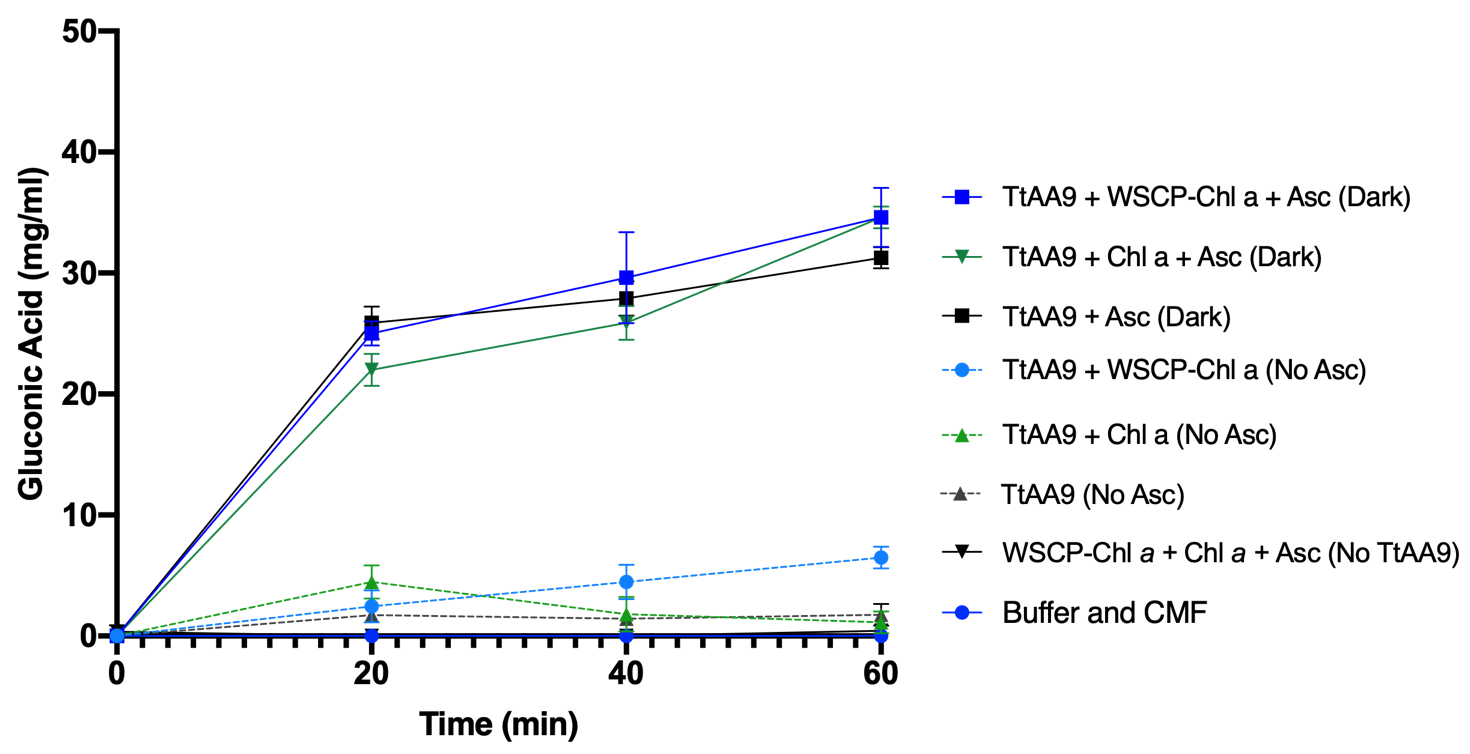 50
40
30
20
10
0
0 20 40 60
Gluconic Acid (mg/ml)
Time (min)
TtAA9 + WSCP-Chl a + Asc (Dark)
TtAA9 + Chl a + Asc (Dark)
TtAA9 + Asc (Dark)
TtAA9 + WSCP-Chl a (No Asc)
TtAA9 + Chl a (No Asc)
TtAA9 (No Asc)
WSCP-Chl a + Chl a + Asc (No TtAA9)
Buffer and CMF